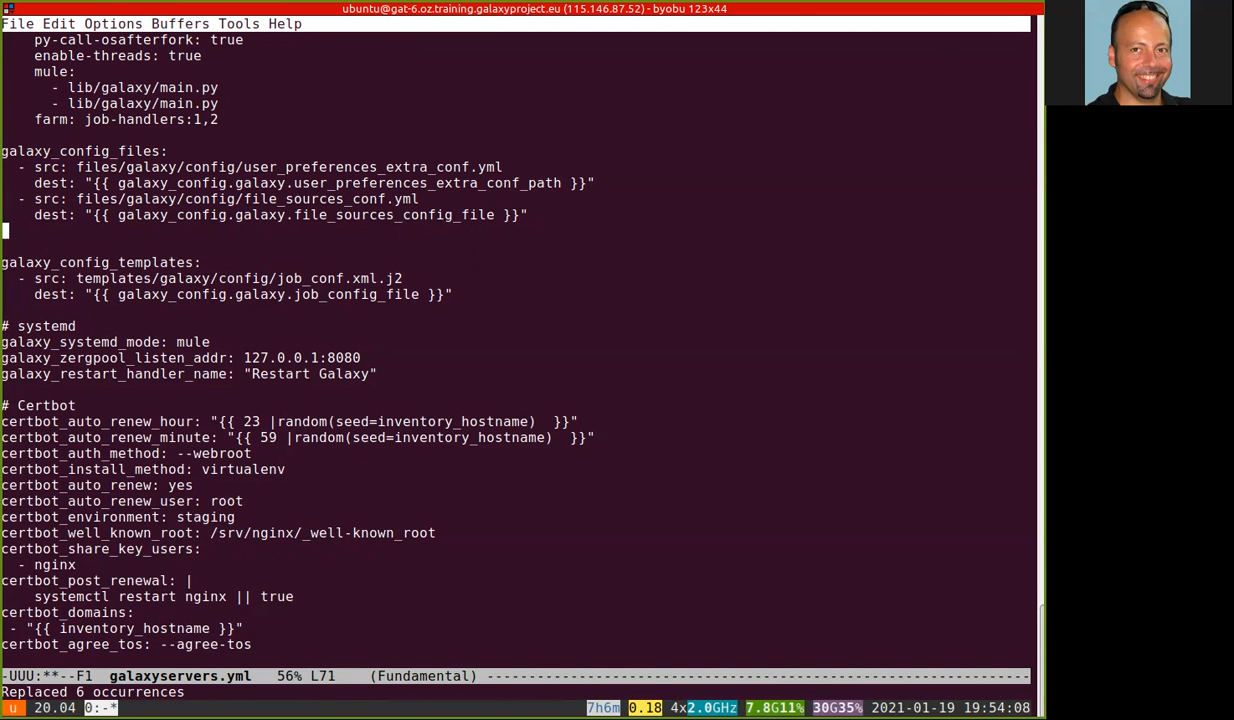 ubuntu@gat-6.oz.training.galaxyproject.eu (115.146.87.52) - byobu 123x44
File Edit Options Buffers Tools Help
    py-call-osafterfork: true
    enable-threads: true
    mule:
      - lib/galaxy/main.py
      - lib/galaxy/main.py
    farm: job-handlers:1,2
galaxy_config_files:
  - src: files/galaxy/config/user_preferences_extra_conf.yml
    dest: "{{ galaxy_config.galaxy.user_preferences_extra_conf_path }}"
  - src: files/galaxy/config/file_sources_conf.yml
    dest: "{{ galaxy_config.galaxy.file_sources_config_file }}"
galaxy_config_templates:
  - src: templates/galaxy/config/job_conf.xml.j2
    dest: "{{ galaxy_config.galaxy.job_config_file }}"
# systemd
galaxy_systemd_mode: mule
galaxy_zergpool_listen_addr: 127.0.0.1:8080
galaxy_restart_handler_name: "Restart Galaxy"
# Certbot
certbot_auto_renew_hour: "{{ 23 |random(seed=inventory_hostname)  }}"
certbot_auto_renew_minute: "{{ 59 |random(seed=inventory_hostname)  }}"
certbot_auth_method: --webroot
certbot_install_method: virtualenv
certbot_auto_renew: yes
certbot_auto_renew_user: root
certbot_environment: staging
certbot_well_known_root: /srv/nginx/_well-known_root
certbot_share_key_users:
  - nginx
certbot_post_renewal: |
    systemctl restart nginx || true
certbot_domains:
 - "{{ inventory_hostname }}"
certbot_agree_tos: --agree-tos
-UUU:**--F1  galaxyservers.yml   56% L71    (Fundamental) -----------------------------------------------------------------
Replaced 6 occurrences
u 20.04 0:-* 7h6m 0.18 4x2.0GHz 7.8G11% 30G35% 2021-01-19 19:54:08